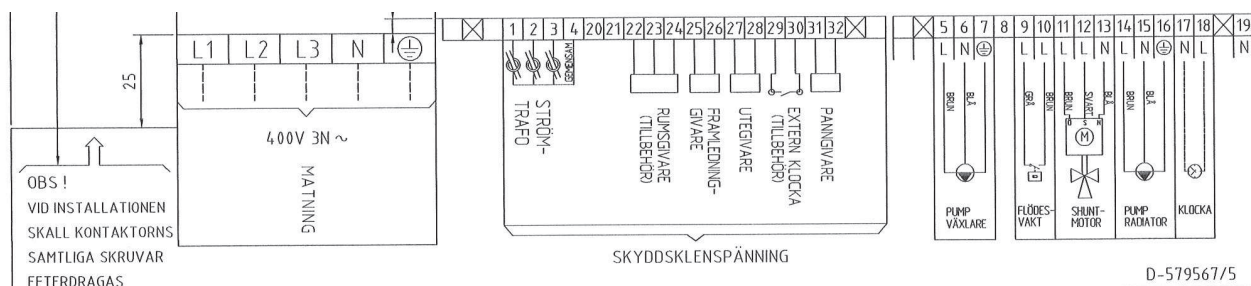 25
L1 L2 L3 N
400V 3N ~
MATNING
OBS !
VID INSTALLATIONEN
SKALL KONTAKTORNS
SAMTLIGA SKRUVAR
EFTERDRAGAS
1 2 3 4 20 21 22 23 24 25 26 27 28 29 30 31 32
GEMENSKAM
STRÖM-
TRAFO
RUMSGIVARE
(TILLBEHÖR)
FRAMLEDNING-
GIVARE
UTEGIVARE
EXTERN KLOCKA
(TILLBEHÖR)
PANNGIVARE
SKYDDSKLENSPÄNNING
5 6 7 8 9 10 11 12 13 14 15 16 17 18 19
L N L L L L N L N N L N
BRUN BLÅ GRÅ BRUN BRUN SVART BLÅ BRUN BLÅ
Ö S N
M
PUMP
VÄXLARE
FLÖDES-
VAKT
SHUNT-
MOTOR
PUMP
RADIATOR
KLOCKA
D-579567/5